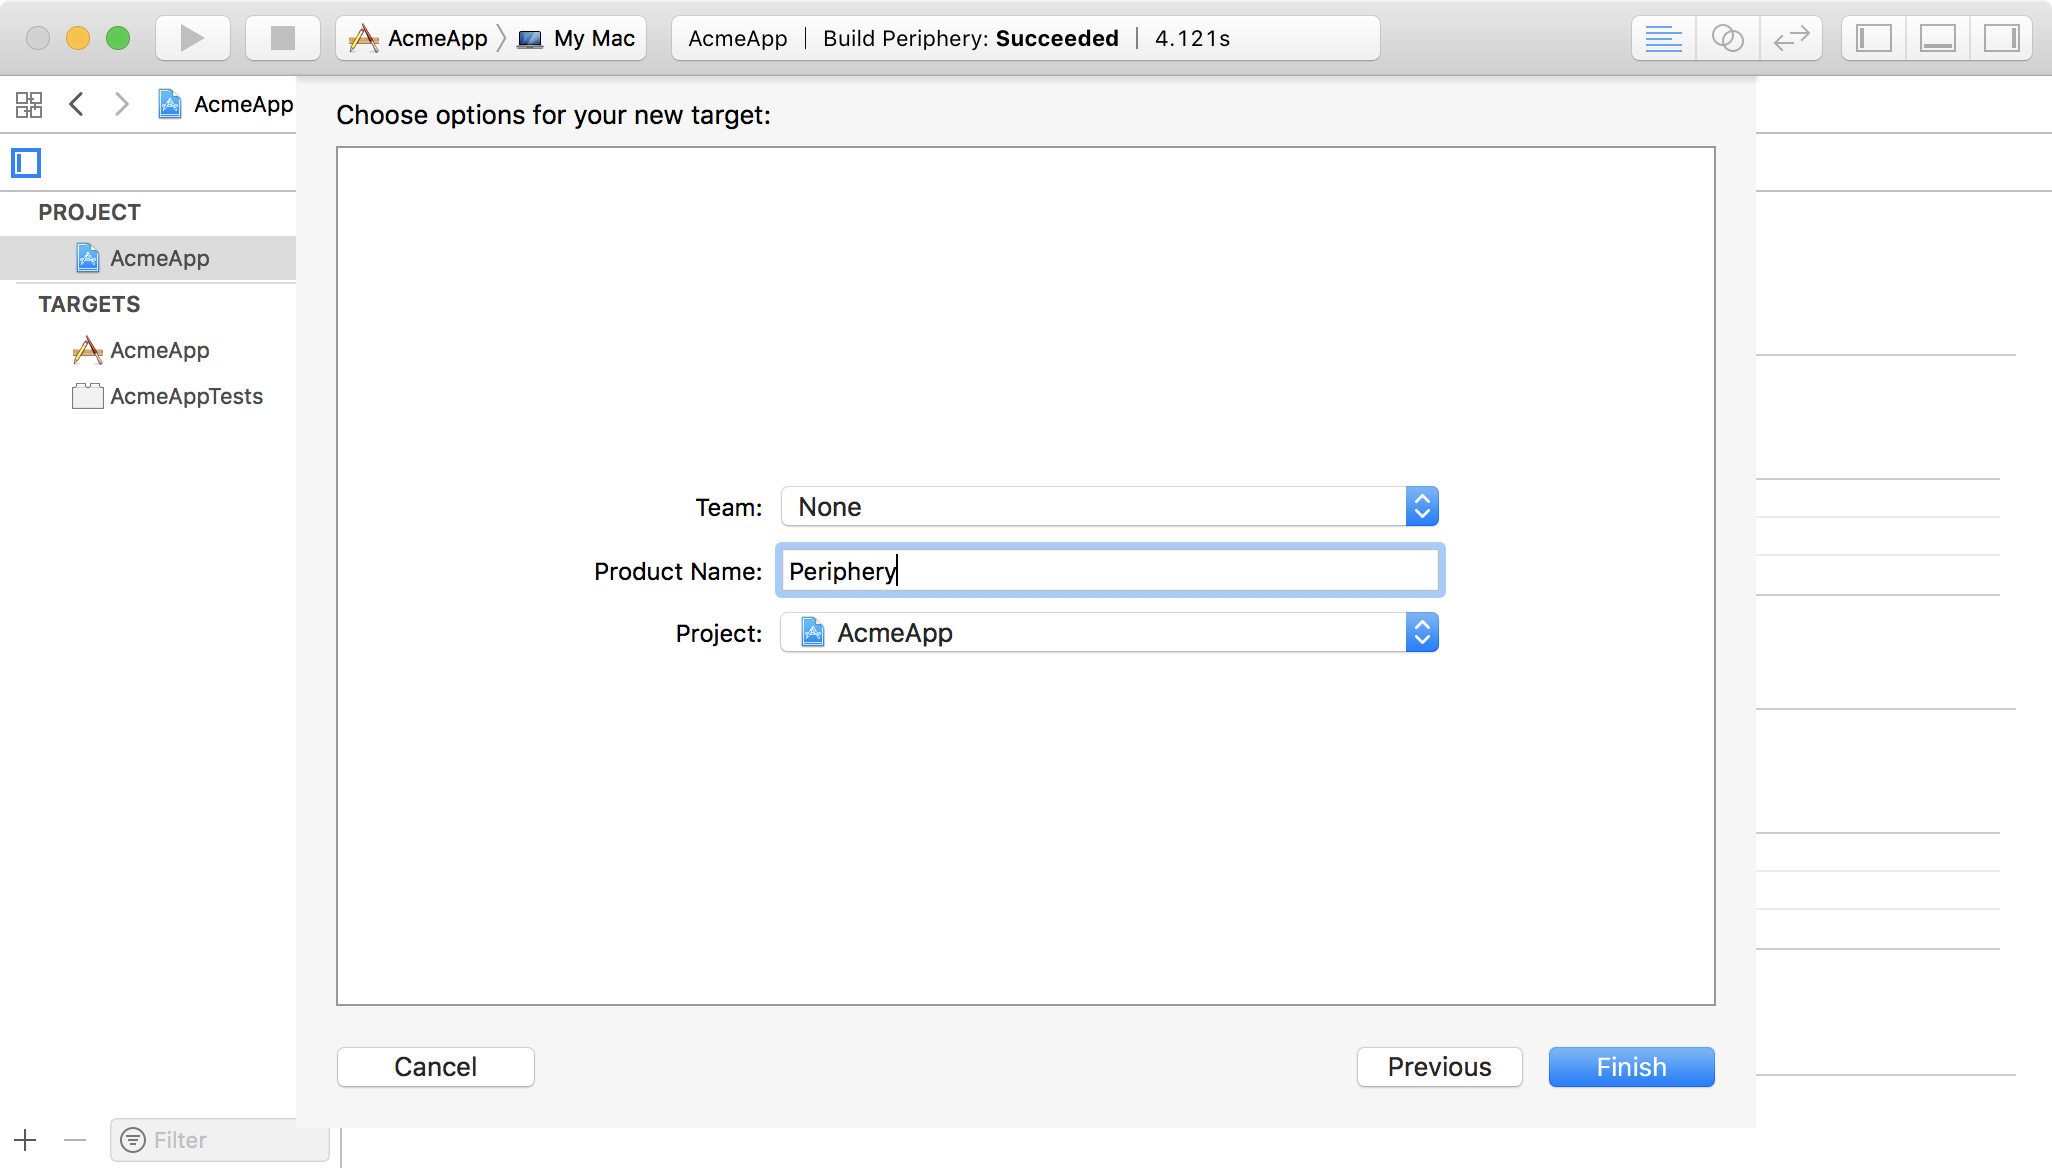 AcmeApp My Mac AcmeApp | Build Periphery: Succeeded | 4.121s
AcmeApp
Choose options for your new target:
PROJECT
AcmeApp
TARGETS
AcmeApp
AcmeAppTests
Team: None
Product Name: Periphery
Project: AcmeApp
Cancel Previous Finish
Filter